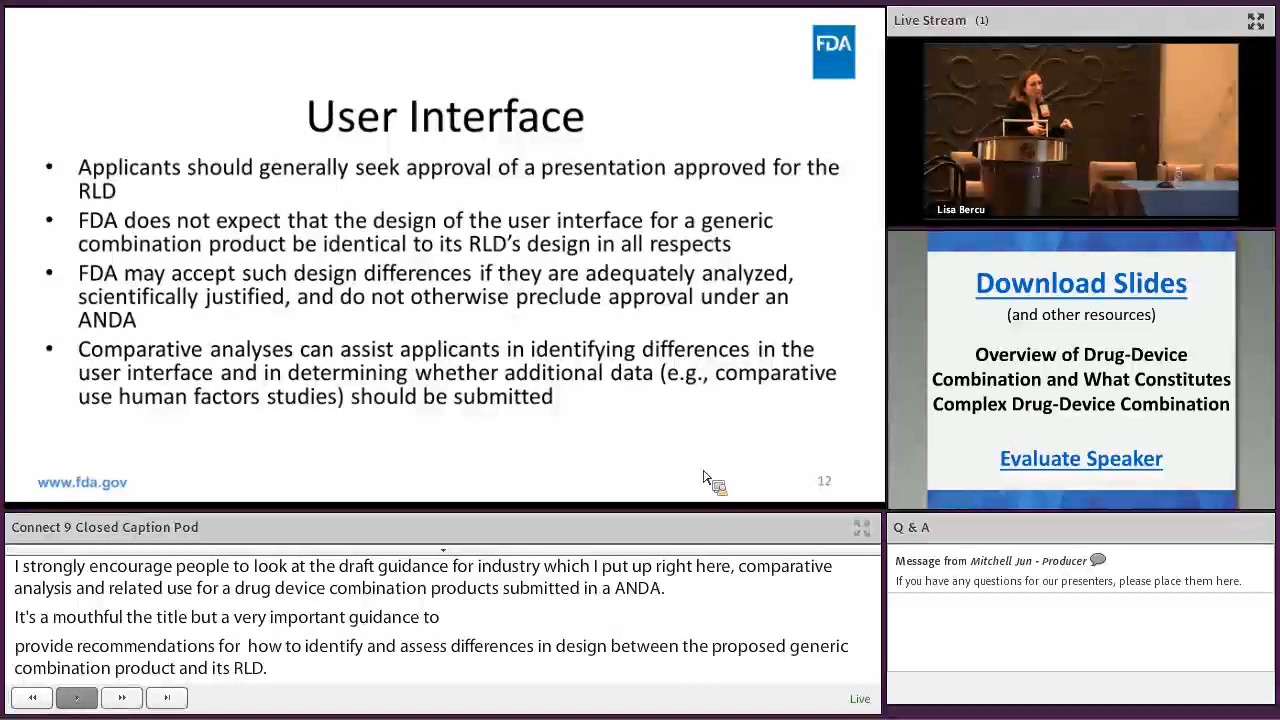 FDA
User Interface
• Applicants should generally seek approval of a presentation approved for the
RLD
• FDA does not expect that the design of the user interface for a generic
combination product be identical to its RLD's design in all respects
• FDA may accept such design differences if they are adequately analyzed,
scientifically justified, and do not otherwise preclude approval under an
ANDA
• Comparative analyses can assist applicants in identifying differences in the
user interface and in determining whether additional data (e.g., comparative
use human factors studies) should be submitted
www.fda.gov
12
Live Stream (1)
Lisa Bercu
Download Slides
(and other resources)
Overview of Drug-Device
Combination and What Constitutes
Complex Drug-Device Combination
Evaluate Speaker
Connect 9 Closed Caption Pod
I strongly encourage people to look at the draft guidance for industry which I put up right here, comparative
analysis and related use for a drug device combination products submitted in a ANDA.
It's a mouthful the title but a very important guidance to
provide recommendations for how to identify and assess differences in design between the proposed generic
combination product and its RLD.
Live
Q & A
Message from Mitchell Jun - Producer
If you have any questions for our presenters, please place them here.